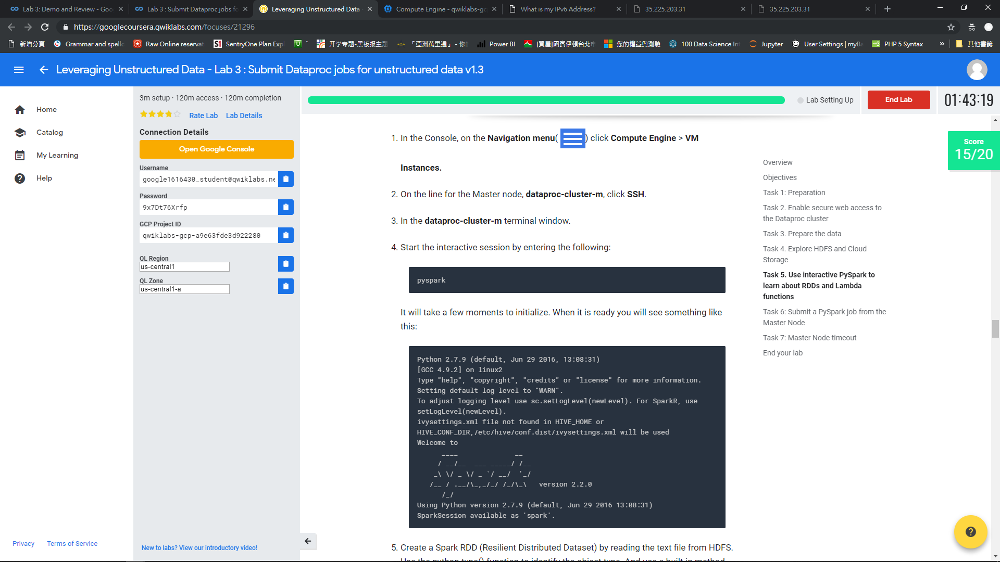 Lab 3: Demo and Review - Goo
Lab 3 : Submit Dataproc jobs fo
Leveraging Unstructured Data -
Compute Engine - qwiklabs-gc
What is my IPv6 Address?
35.225.203.31
35.225.203.31
https://googlecoursera.qwiklabs.com/focuses/21296
新增分頁
Grammar and spellc
Raw Online reservat
SentryOne Plan Expl
开学专题-黑板报主题
「亞洲萬里通」 - 你的
Power BI
[買屋]國賓伊頓台北市
您的權益與測驗
100 Data Science Int
Jupyter
User Settings | myBa
PHP 5 Syntax
»
其他書籤
Leveraging Unstructured Data - Lab 3 : Submit Dataproc jobs for unstructured data v1.3
Home
Catalog
My Learning
Help
Privacy
Terms of Service
3m setup · 120m access · 120m completion
Rate Lab
Lab Details
Connection Details
Open Google Console
Username
google1616430_student@qwiklabs.ne
Password
9x7Dt76Xrfp
GCP Project ID
qwiklabs-gcp-a9e63fde3d922280
QL Region
us-central1
QL Zone
us-central1-a
New to labs? View our introductory video!
Lab Setting Up
End Lab
01:43:19
1. In the Console, on the Navigation menu( ) click Compute Engine > VM
Instances.
2. On the line for the Master node, dataproc-cluster-m, click SSH.
3. In the dataproc-cluster-m terminal window.
4. Start the interactive session by entering the following:
pyspark
It will take a few moments to initialize. When it is ready you will see something like
this:
Python 2.7.9 (default, Jun 29 2016, 13:08:31)
[GCC 4.9.2] on linux2
Type "help", "copyright", "credits" or "license" for more information.
Setting default log level to "WARN".
To adjust logging level use sc.setLogLevel(newLevel). For SparkR, use
setLogLevel(newLevel).
ivysettings.xml file not found in HIVE_HOME or
HIVE_CONF_DIR,/etc/hive/conf.dist/ivysettings.xml will be used
Welcome to
      ____              __
     / __/__  ___ _____/ /__
    _\ \/ _ \/ _ `/ __/  '_/
   /__ / .__/\_,_/_/ /_/\_\   version 2.2.0
      /_/
Using Python version 2.7.9 (default, Jun 29 2016 13:08:31)
SparkSession available as 'spark'.
5. Create a Spark RDD (Resilient Distributed Dataset) by reading the text file from HDFS.
Use the python type() function to identify the object type. And use a built-in method
Score
15/20
Overview
Objectives
Task 1: Preparation
Task 2. Enable secure web access to
the Dataproc cluster
Task 3. Prepare the data
Task 4. Explore HDFS and Cloud
Storage
Task 5. Use interactive PySpark to
learn about RDDs and Lambda
functions
Task 6: Submit a PySpark job from the
Master Node
Task 7: Master Node timeout
End your lab